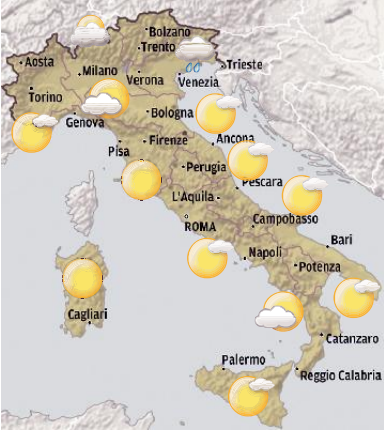 Bolzano
Trento
Aosta
Trieste
Milano
Verona
Venezia
Torino
Genova
Bologna
Pisa
Firenze
Ancona
Perugia
Pescara
L'Aquila
ROMA
Campobasso
Bari
Napoli
Potenza
Cagliari
Catanzaro
Palermo
Reggio Calabria